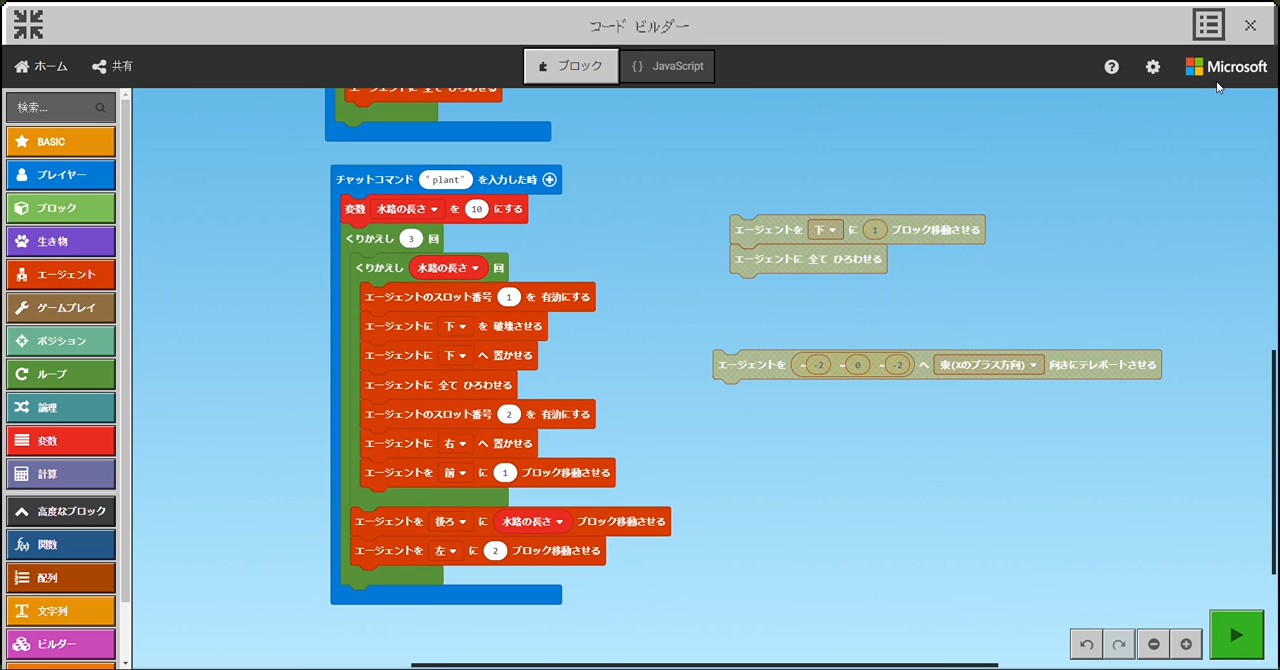 コード ビルダー
ホーム
共有
ブロック
{} JavaScript
Microsoft
検索...
BASIC
プレイヤー
ブロック
生き物
エージェント
ゲームプレイ
ポジション
ループ
論理
変数
計算
高度なブロック
関数
配列
文字列
ビルダー
エージェントに 全て ひろわせる
チャットコマンド "plant" を入力した時
変数 水路の長さ を 10 にする
くりかえし 3 回
くりかえし 水路の長さ 回
エージェントのスロット番号 1 を 有効にする
エージェントに 下 を 破壊させる
エージェントに 下 へ 置かせる
エージェントに 全て ひろわせる
エージェントのスロット番号 2 を 有効にする
エージェントに 右 へ 置かせる
エージェントを 前 に 1 ブロック移動させる
エージェントを 後ろ に 水路の長さ ブロック移動させる
エージェントを 左 に 2 ブロック移動させる
エージェントを 下 に 1 ブロック移動させる
エージェントに 全て ひろわせる
エージェントを ~ -2 ~ 0 ~ -2 へ 東(Xのプラス方向) 向きにテレポートさせる